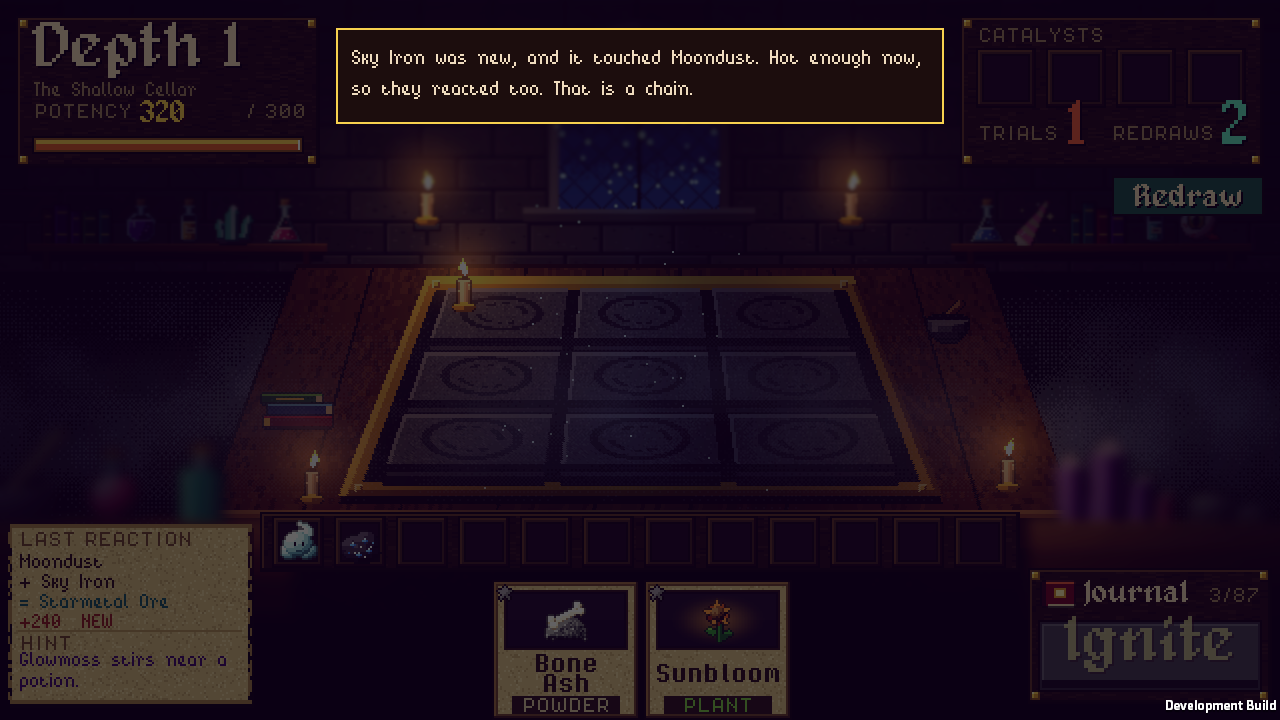 Depth 1
The Shallow Cellar
POTENCY 320 / 300
Sky Iron was new, and it touched Moondust. Hot enough now,
so they reacted too. That is a chain.
CATALYSTS
TRIALS 1 REDRAWS 2
Redraw
LAST REACTION
Moondust
+ Sky Iron
= Starmetal Ore
+240 NEW
HINT
Glowmoss stirs near a
potion.
Bone
Ash
POWDER
Sunbloom
PLANT
Journal 3/87
Ignite
Development Build